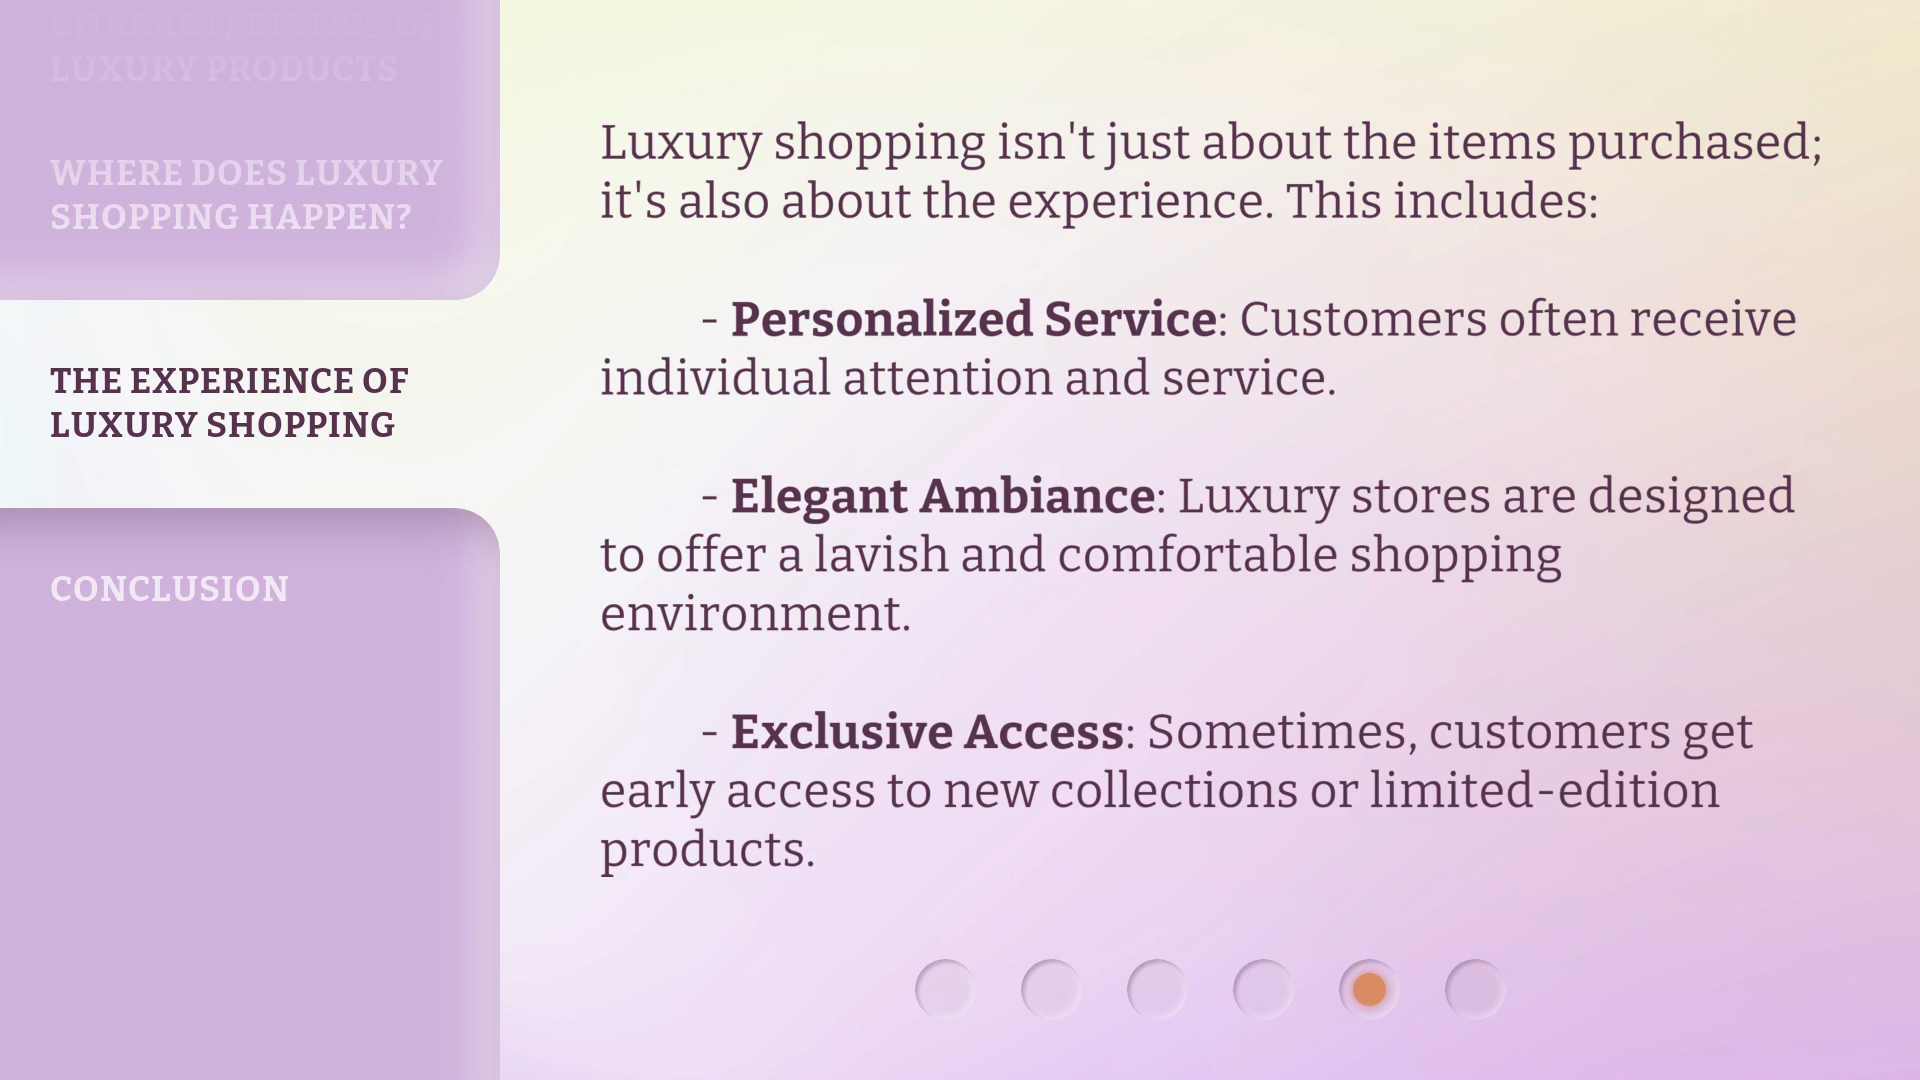 CHARACTERISTICS OF
LUXURY PRODUCTS
WHERE DOES LUXURY
SHOPPING HAPPEN?
THE EXPERIENCE OF
LUXURY SHOPPING
CONCLUSION
Luxury shopping isn't just about the items purchased;
it's also about the experience. This includes:
- Personalized Service: Customers often receive
individual attention and service.
- Elegant Ambiance: Luxury stores are designed
to offer a lavish and comfortable shopping
environment.
- Exclusive Access: Sometimes, customers get
early access to new collections or limited-edition
products.